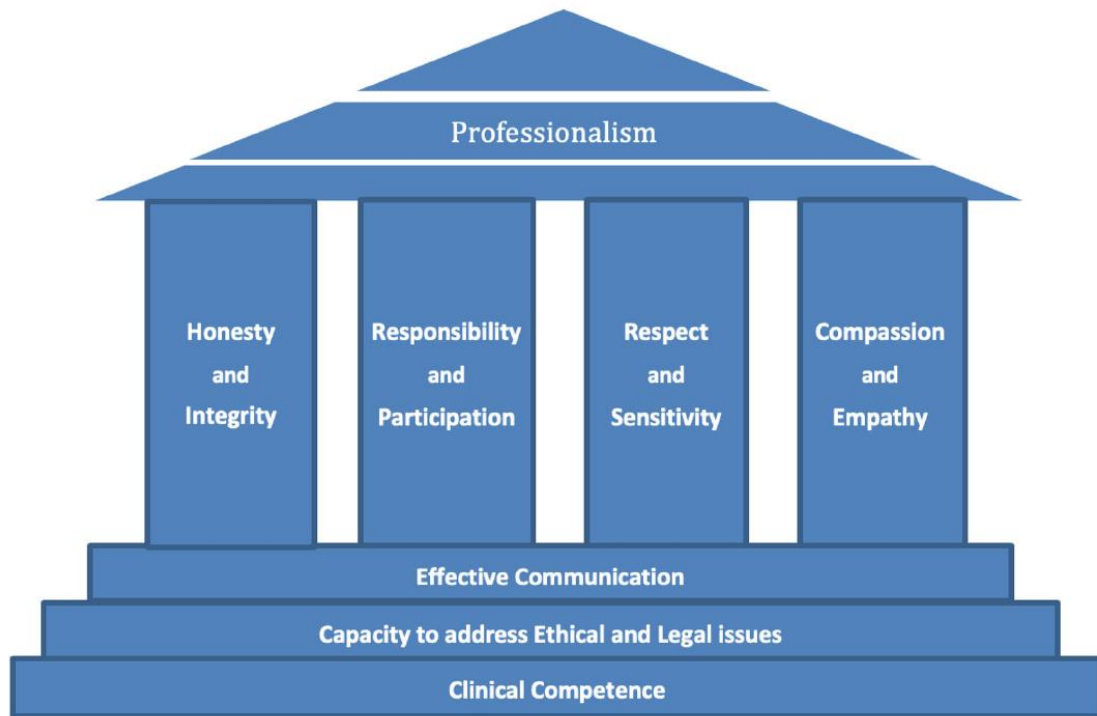 Professionalism
Honesty
and
Integrity
Responsibility
and
Participation
Respect
and
Sensitivity
Compassion
and
Empathy
Effective Communication
Capacity to address Ethical and Legal issues
Clinical Competence